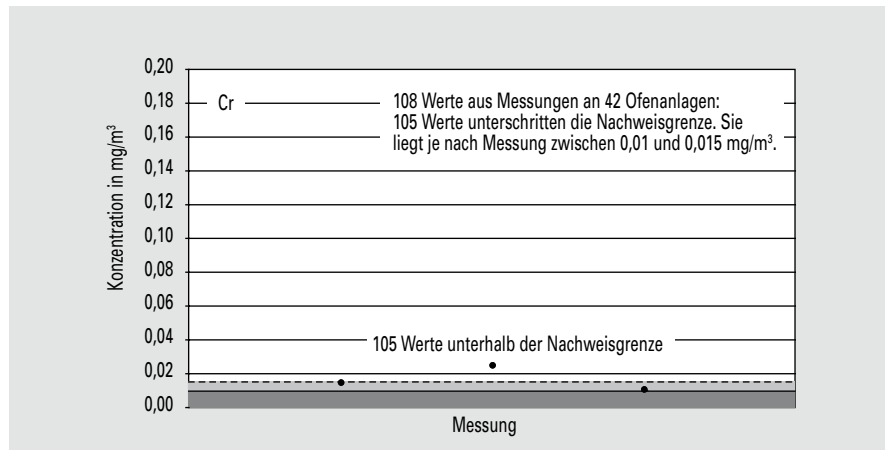 0,20
0,18
0,16
0,14
0,12
0,10
0,08
0,06
0,04
0,02
0,00
Konzentration in mg/m³
Cr
108 Werte aus Messungen an 42 Ofenanlagen:
105 Werte unterschritten die Nachweisgrenze. Sie
liegt je nach Messung zwischen 0,01 und 0,015 mg/m³.
105 Werte unterhalb der Nachweisgrenze
Messung